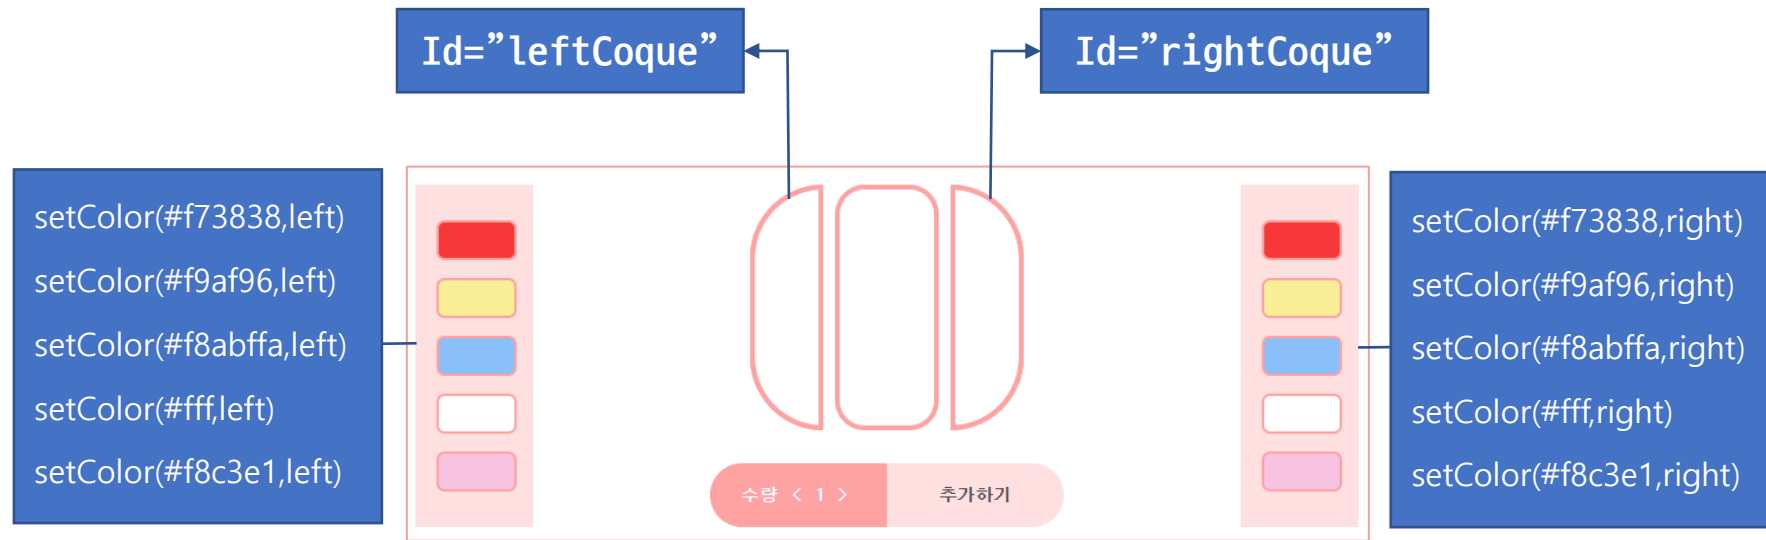 Id=”leftCoque”
Id=”rightCoque”
setColor(#f73838,left)
setColor(#f9af96,left)
setColor(#f8abffa,left)
setColor(#fff,left)
setColor(#f8c3e1,left)
수량 < 1 >
추가하기
setColor(#f73838,right)
setColor(#f9af96,right)
setColor(#f8abffa,right)
setColor(#fff,right)
setColor(#f8c3e1,right)